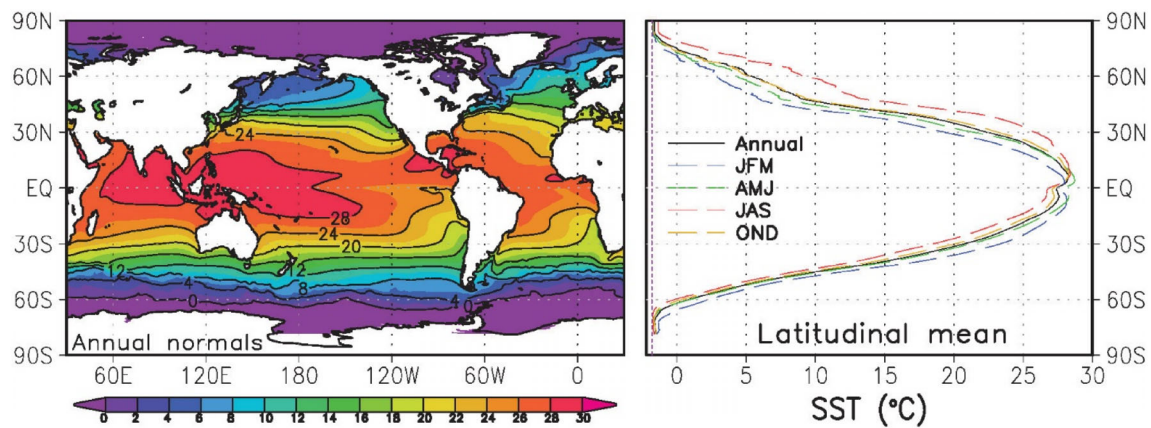 90N
60N
30N
EQ
30S
60S
90S
24
28
24
20
12
12
4
8
0
4
0
Annual normals
60E 120E 180 120W 60W 0
0 2 4 6 8 10 12 14 16 18 20 22 24 26 28 30
Annual
JFM
AMJ
JAS
OND
Latitudinal mean
90N
60N
30N
EQ
30S
60S
90S
0 5 10 15 20 25 30
SST (°C)